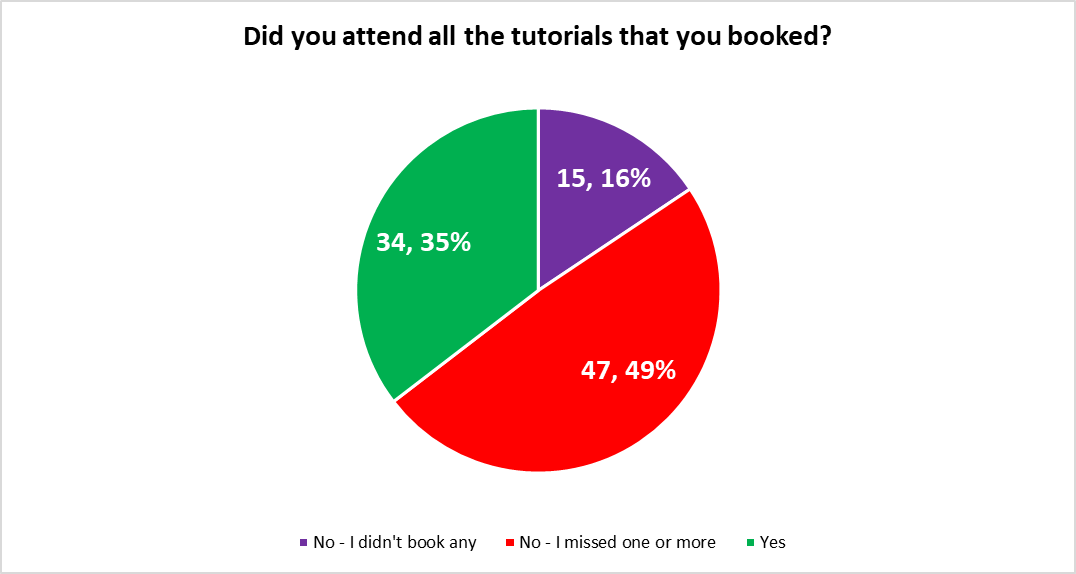 Did you attend all the tutorials that you booked?
15, 16%
34, 35%
47, 49%
No - I didn't book any No - I missed one or more Yes